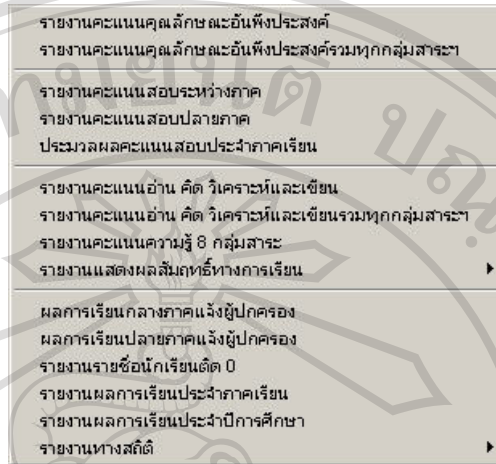 รายงานคะแนนคุณลักษณะอันพึงประสงค์
รายงานคะแนนคุณลักษณะอันพึงประสงค์รวมทุกกลุ่มสาระฯ
รายงานคะแนนสอบระหว่างภาค
รายงานคะแนนสอบปลายภาค
ประมวลผลคะแนนสอบประจำภาคเรียน
รายงานคะแนนอ่าน คิด วิเคราะห์และเขียน
รายงานคะแนนอ่าน คิด วิเคราะห์และเขียนรวมทุกกลุ่มสาระฯ
รายงานคะแนนความรู้ 8 กลุ่มสาระ
รายงานแสดงผลสัมฤทธิ์ทางการเรียน
ผลการเรียนกลางภาคแจ้งผู้ปกครอง
ผลการเรียนปลายภาคแจ้งผู้ปกครอง
รายงานรายชื่อนักเรียนติด 0
รายงานผลการเรียนประจำภาคเรียน
รายงานผลการเรียนประจำปีการศึกษา
รายงานทางสถิติ